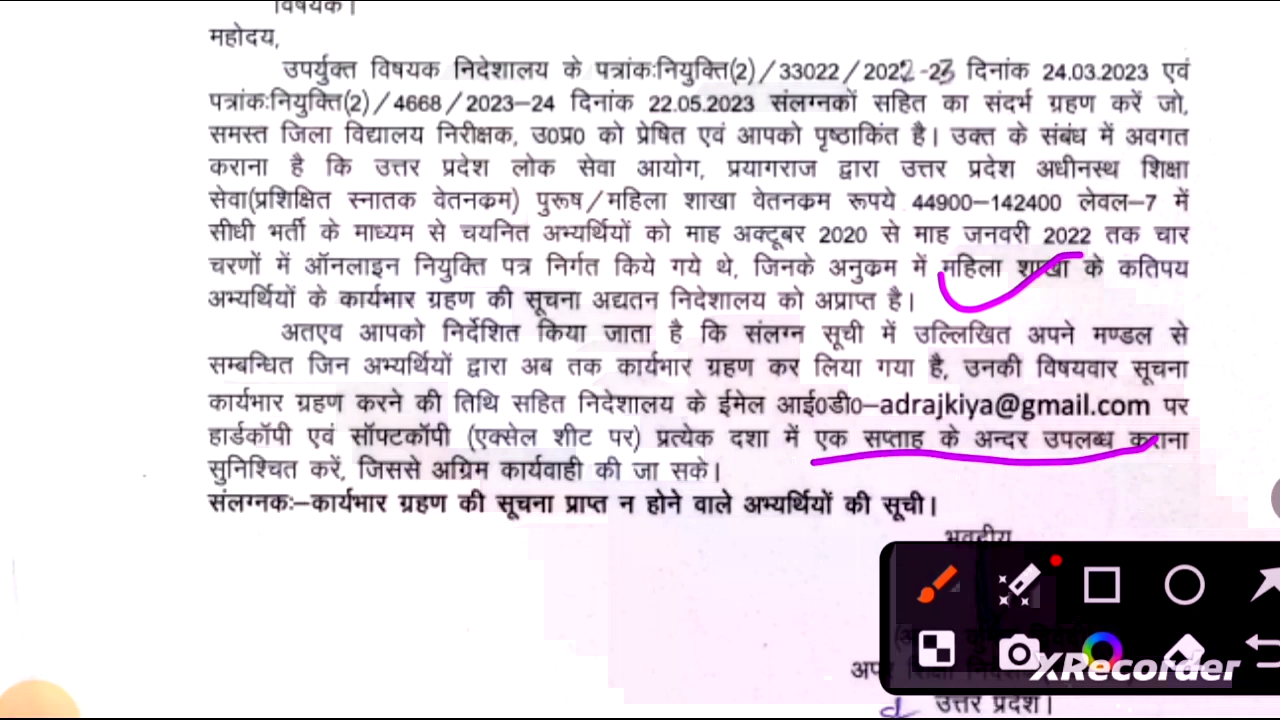 विषयक।
महोदय,
उपर्युक्त विषयक निदेशालय के पत्रांकःनियुक्ति(2)/33022/2022-23 दिनांक 24.03.2023 एवं
पत्रांकःनियुक्ति(2)/4668/2023–24 दिनांक 22.05.2023 संलग्नकों सहित का संदर्भ ग्रहण करें जो,
समस्त जिला विद्यालय निरीक्षक, उ०प्र० को प्रेषित एवं आपको पृष्ठाकिंत है। उक्त के संबंध में अवगत
कराना है कि उत्तर प्रदेश लोक सेवा आयोग, प्रयागराज द्वारा उत्तर प्रदेश अधीनस्थ शिक्षा
सेवा(प्रशिक्षित स्नातक वेतनक्रम) पुरूष/महिला शाखा वेतनक्रम रूपये 44900–142400 लेवल–7 में
सीधी भर्ती के माध्यम से चयनित अभ्यर्थियों को माह अक्टूबर 2020 से माह जनवरी 2022 तक चार
चरणों में ऑनलाइन नियुक्ति पत्र निर्गत किये गये थे, जिनके अनुक्रम में महिला शाखा के कतिपय
अभ्यर्थियों के कार्यभार ग्रहण की सूचना अद्यतन निदेशालय को अप्राप्त है।
अतएव आपको निर्देशित किया जाता है कि संलग्न सूची में उल्लिखित अपने मण्डल से
सम्बन्धित जिन अभ्यर्थियों द्वारा अब तक कार्यभार ग्रहण कर लिया गया है, उनकी विषयवार सूचना
कार्यभार ग्रहण करने की तिथि सहित निदेशालय के ईमेल आई०डी०–adrajkiya@gmail.com पर
हार्डकॉपी एवं सॉफ्टकॉपी (एक्सेल शीट पर) प्रत्येक दशा में एक सप्ताह के अन्दर उपलब्ध कराना
सुनिश्चित करें, जिससे अग्रिम कार्यवाही की जा सके।
संलग्नकः–कार्यभार ग्रहण की सूचना प्राप्त न होने वाले अभ्यर्थियों की सूची।
भवदीय
XRecorder
उत्तर प्रदेश।